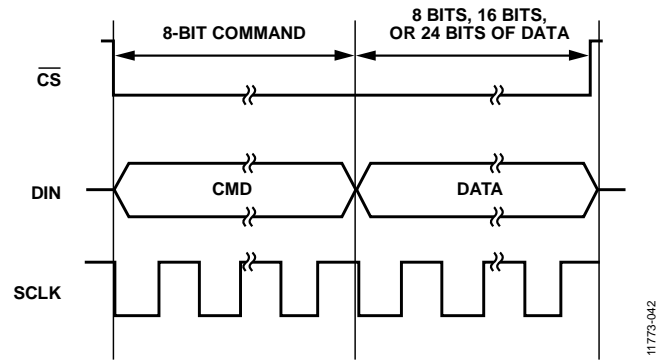 8-BIT COMMAND
8 BITS, 16 BITS,
OR 24 BITS OF DATA
CS
DIN
CMD
DATA
SCLK
11773-042